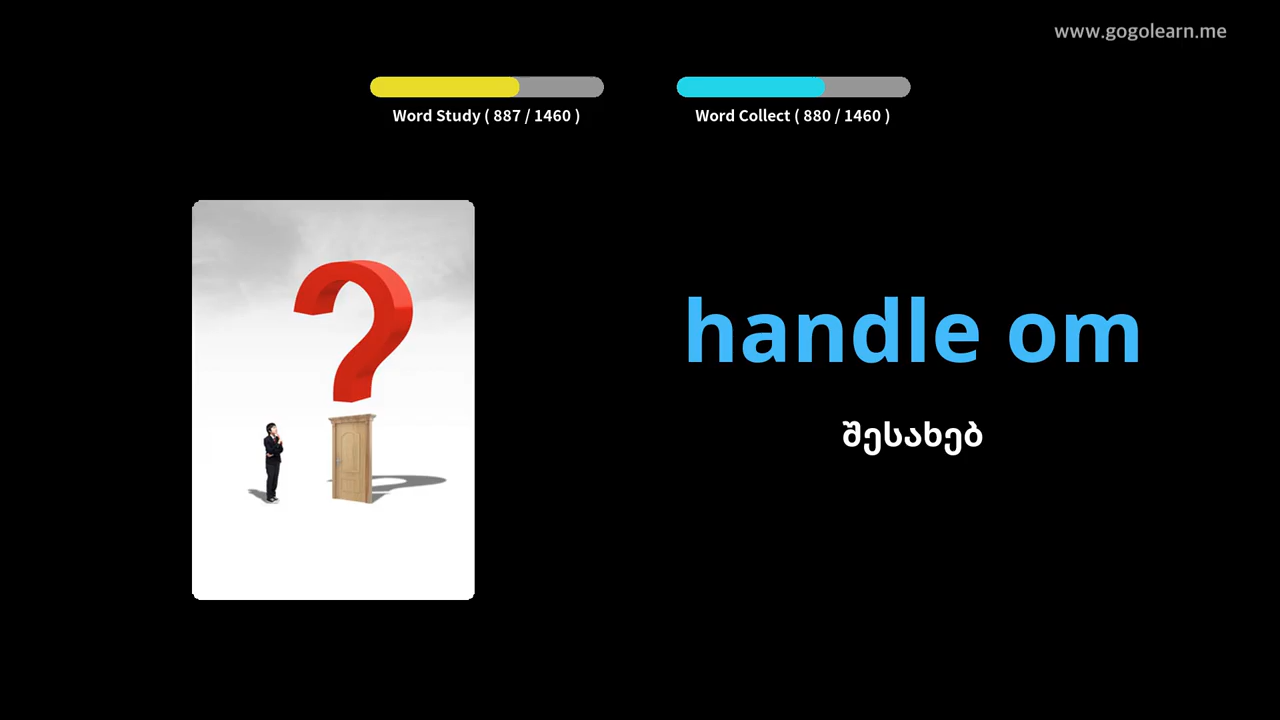 www.gogolearn.me
Word Study ( 887 / 1460 )
Word Collect ( 880 / 1460 )
handle om
შესახებ